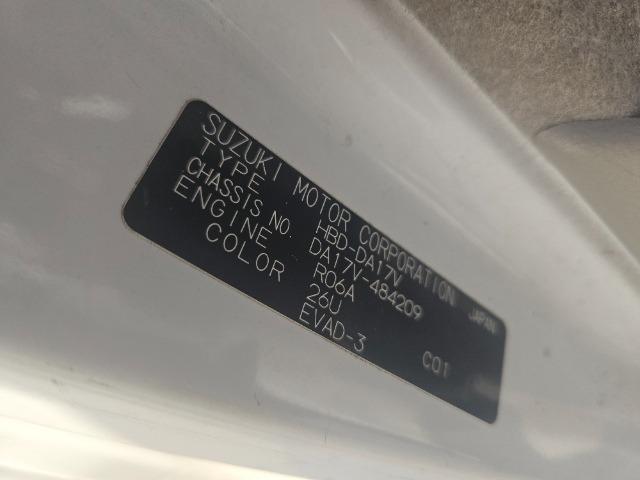 SUZUKI MOTOR CORPORATION JAPAN
TYPE HBD-DA17V
CHASSIS NO. DA17V-484209
ENGINE R06A
COLOR 26U
EVAD-3 C01